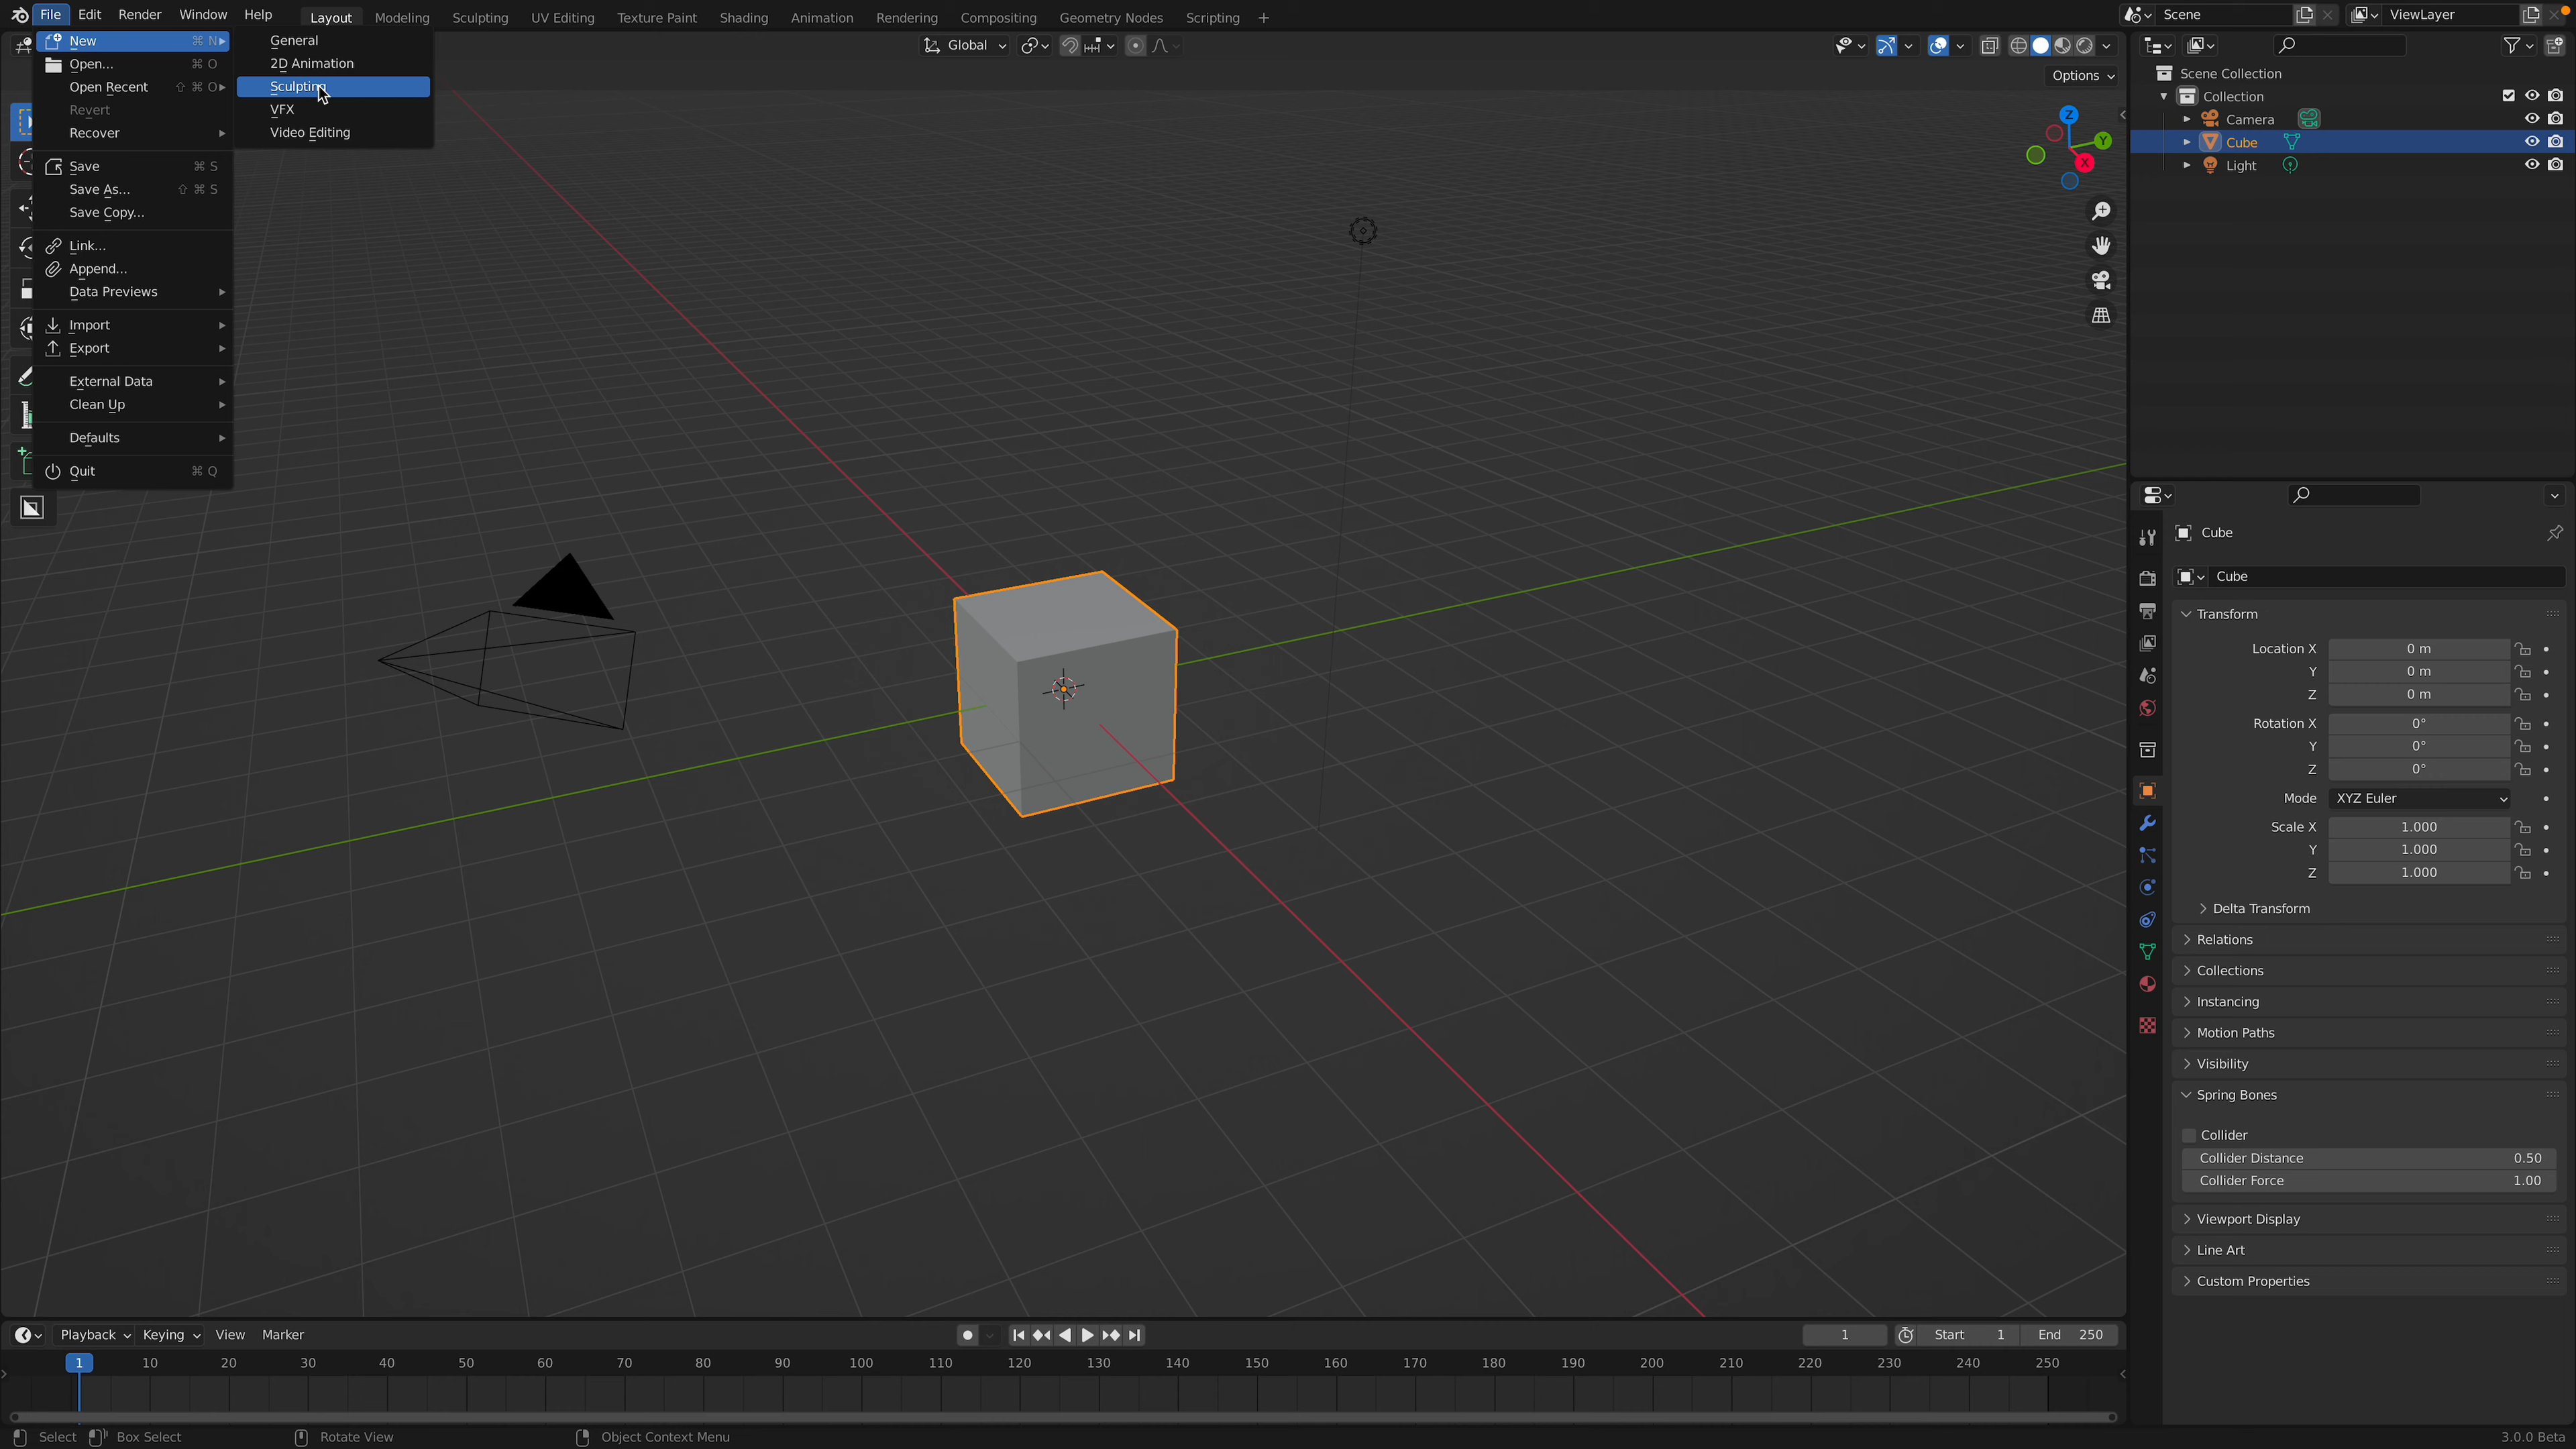 File Edit Render Window Help Layout Modeling Sculpting UV Editing Texture Paint Shading Animation Rendering Compositing Geometry Nodes Scripting + Scene ViewLayer
New ⌘ N
General
2D Animation
Sculpting
VFX
Video Editing
Open... ⌘ O
Open Recent ⇧ ⌘ O
Revert
Recover
Save ⌘ S
Save As... ⇧ ⌘ S
Save Copy...
Link...
Append...
Data Previews
Import
Export
External Data
Clean Up
Defaults
Quit ⌘ Q
Global
Options
Z
Y
X
Scene Collection
Collection
Camera
Cube
Light
Cube
Cube
Transform
Location X 0 m
Y 0 m
Z 0 m
Rotation X 0°
Y 0°
Z 0°
Mode XYZ Euler
Scale X 1.000
Y 1.000
Z 1.000
Delta Transform
Relations
Collections
Instancing
Motion Paths
Visibility
Spring Bones
Collider
Collider Distance 0.50
Collider Force 1.00
Viewport Display
Line Art
Custom Properties
Playback Keying View Marker 1 Start 1 End 250
1 10 20 30 40 50 60 70 80 90 100 110 120 130 140 150 160 170 180 190 200 210 220 230 240 250
Select Box Select Rotate View Object Context Menu 3.0.0 Beta